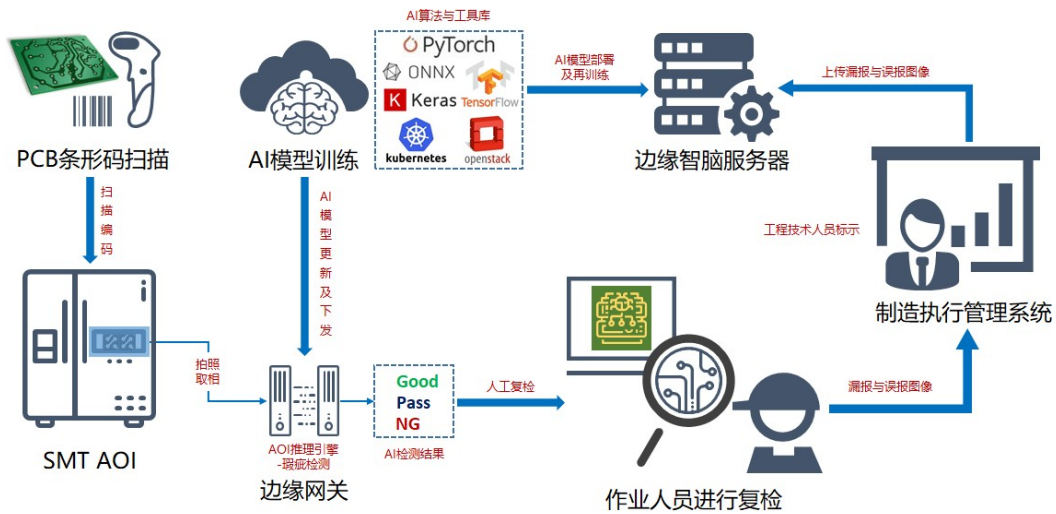 AI算法与工具库
PyTorch
ONNX
Keras
TensorFlow
kubernetes
openstack
AI模型部署
及再训练
上传漏报与误报图像
PCB条形码扫描
AI模型训练
边缘智脑服务器
扫描编码
AI模型更新及下发
工程技术人员标示
制造执行管理系统
拍照
取相
Good
Pass
NG
人工复检
漏报与误报图像
AOI推理引擎
-瑕疵检测
AI检测结果
SMT AOI
边缘网关
作业人员进行复检